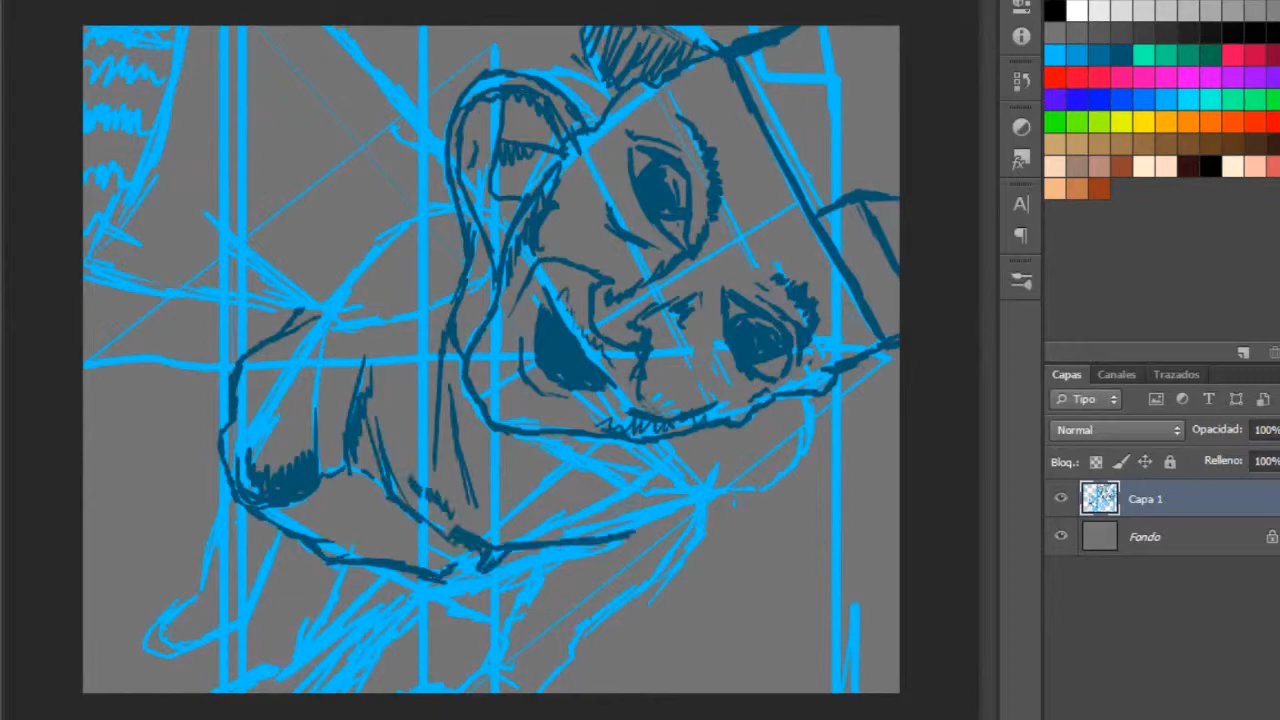 Capas Canales Trazados
Tipo
Normal Opacidad: 100%
Bloq.: Relleno: 100%
Capa 1
Fondo